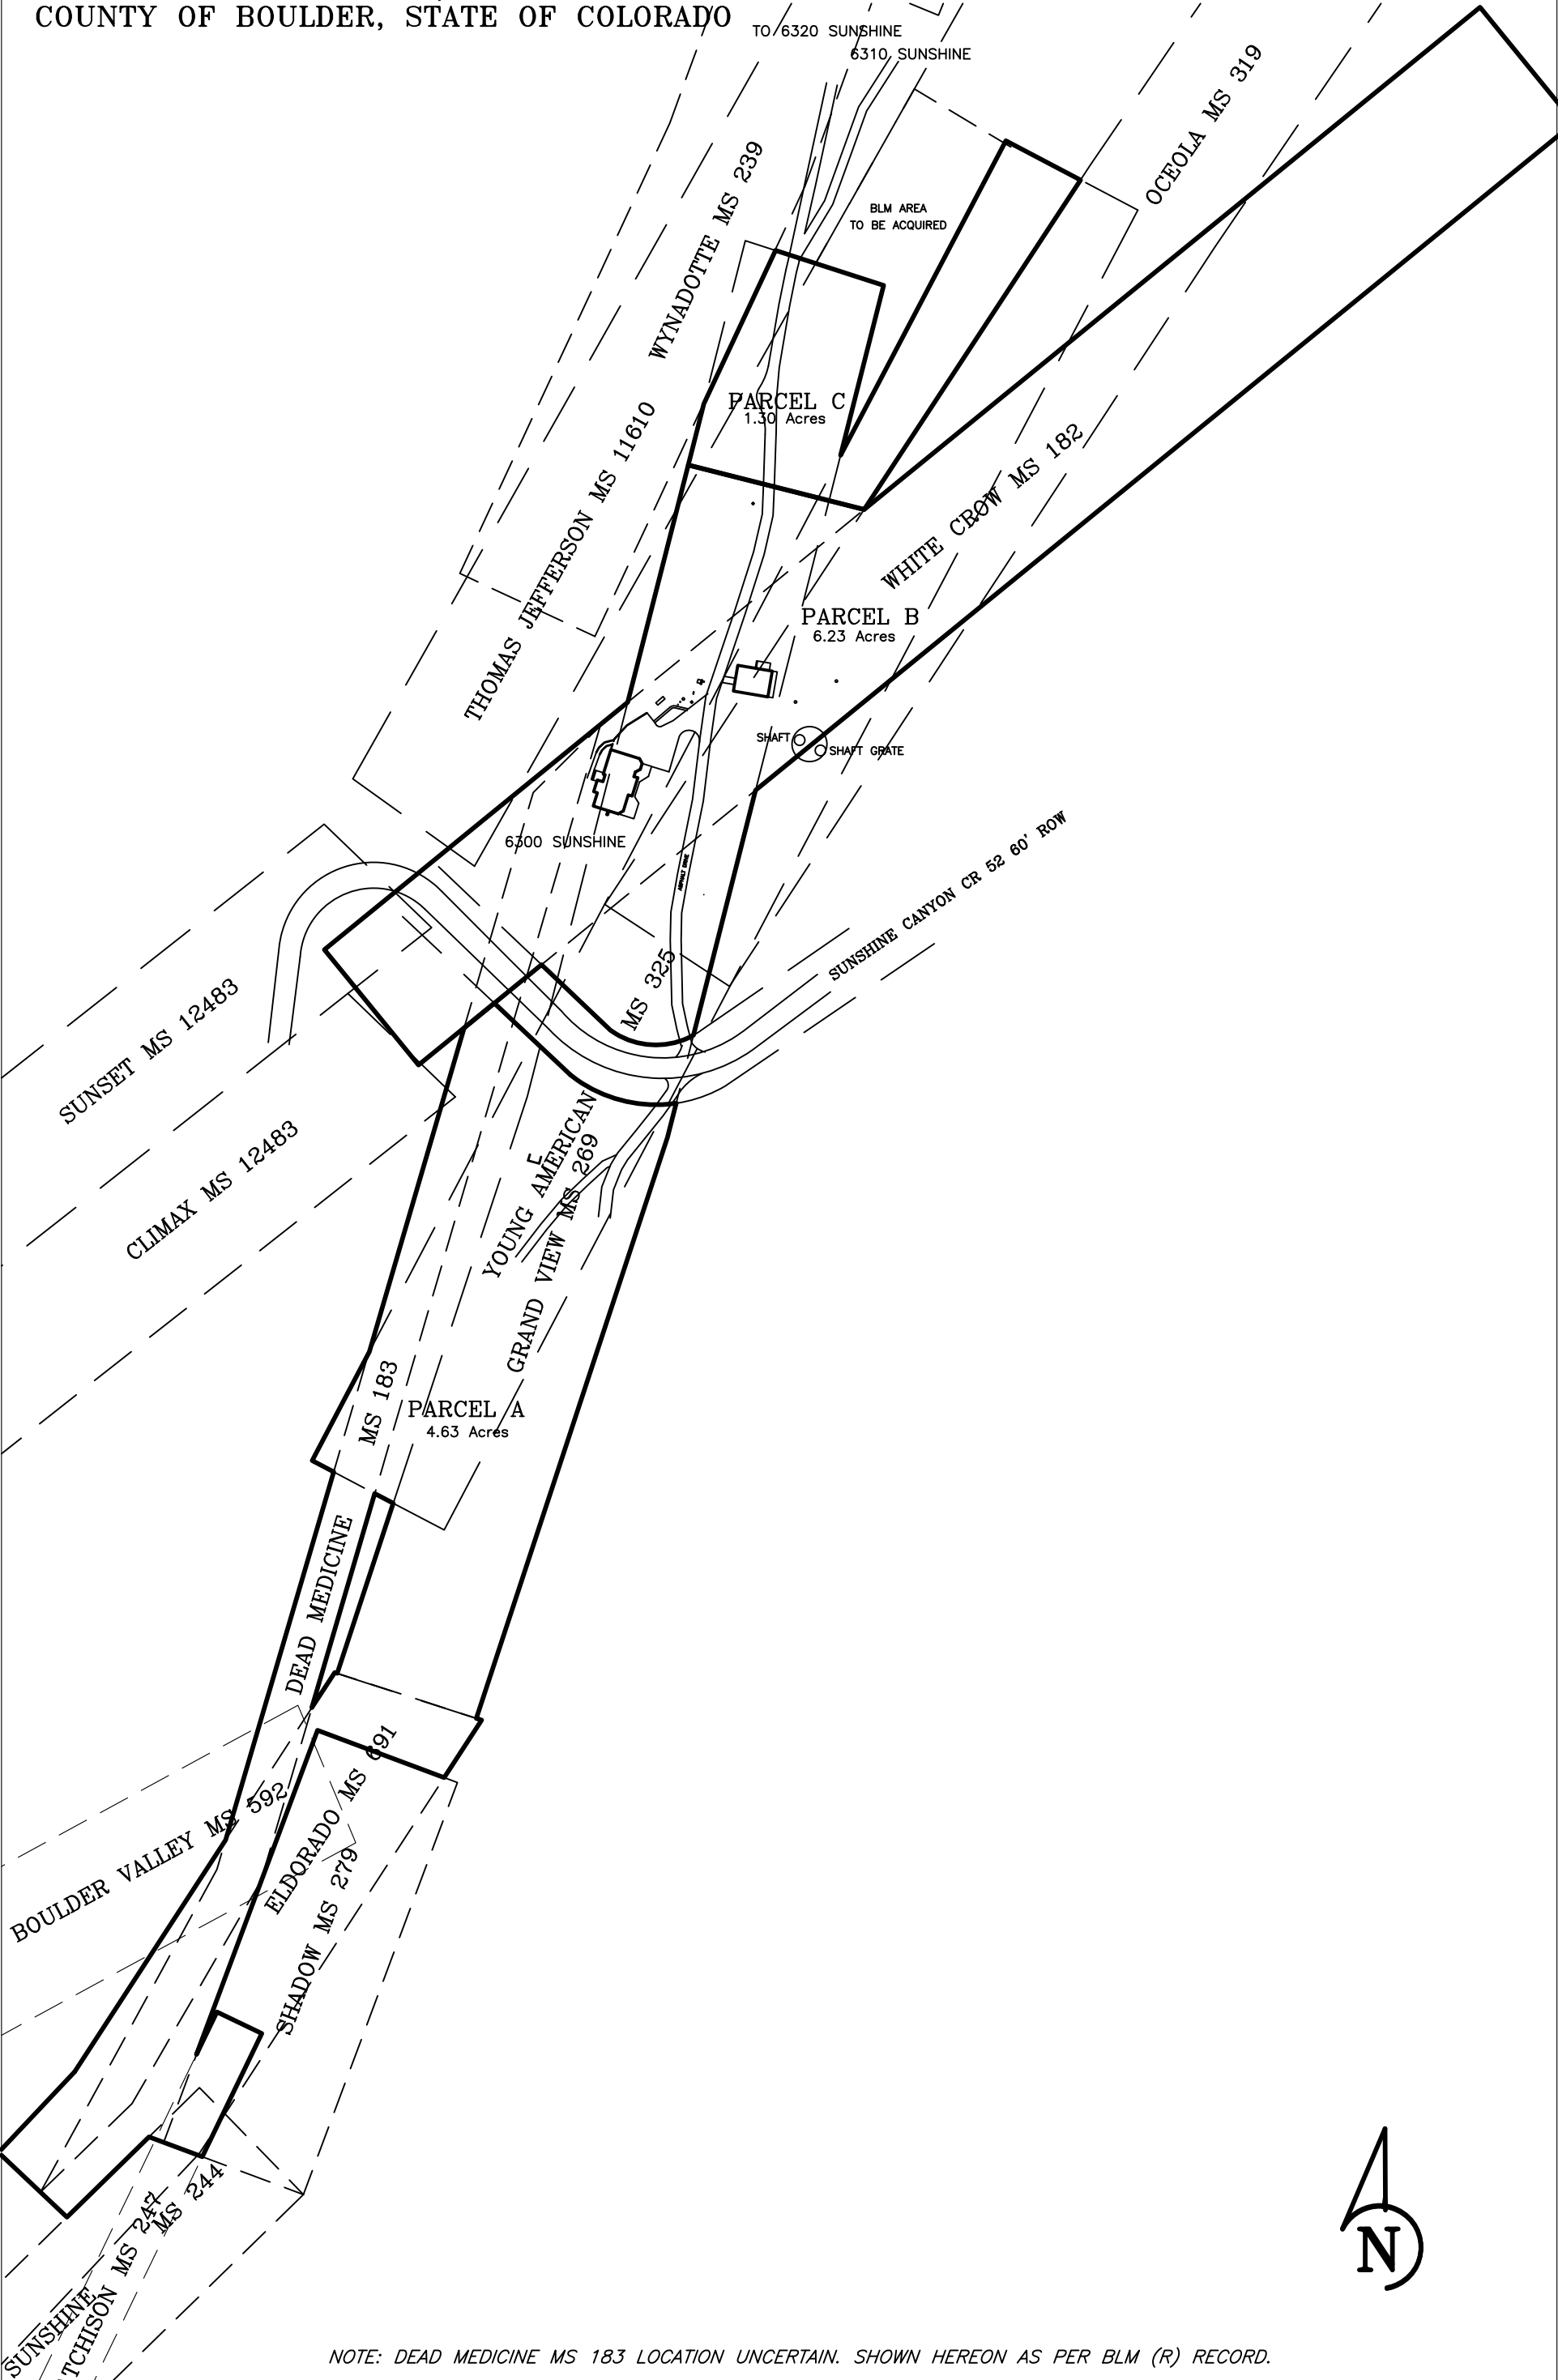 COUNTY OF BOULDER, STATE OF COLORADO
TO 6320 SUNSHINE
6310 SUNSHINE
OCEOLA MS 319
WYNADOTTE MS 239
BLM AREA
TO BE ACQUIRED
PARCEL C
1.30 Acres
THOMAS JEFFERSON MS 11610
WHITE CROW MS 182
PARCEL B
6.23 Acres
SHAFT
SHAFT GRATE
6300 SUNSHINE
ASPHALT DRIVE
SUNSHINE CANYON CR 52 60' ROW
MS 325
SUNSET MS 12483
CLIMAX MS 12483
YOUNG AMERICAN
GRAND VIEW MS 269
MS 183
PARCEL A
4.63 Acres
DEAD MEDICINE
ELDORADO MS 691
BOULDER VALLEY MS 592
SHADOW MS 279
MS 244
SUNSHINE
TCHISON MS 247
N
NOTE: DEAD MEDICINE MS 183 LOCATION UNCERTAIN. SHOWN HEREON AS PER BLM (R) RECORD.